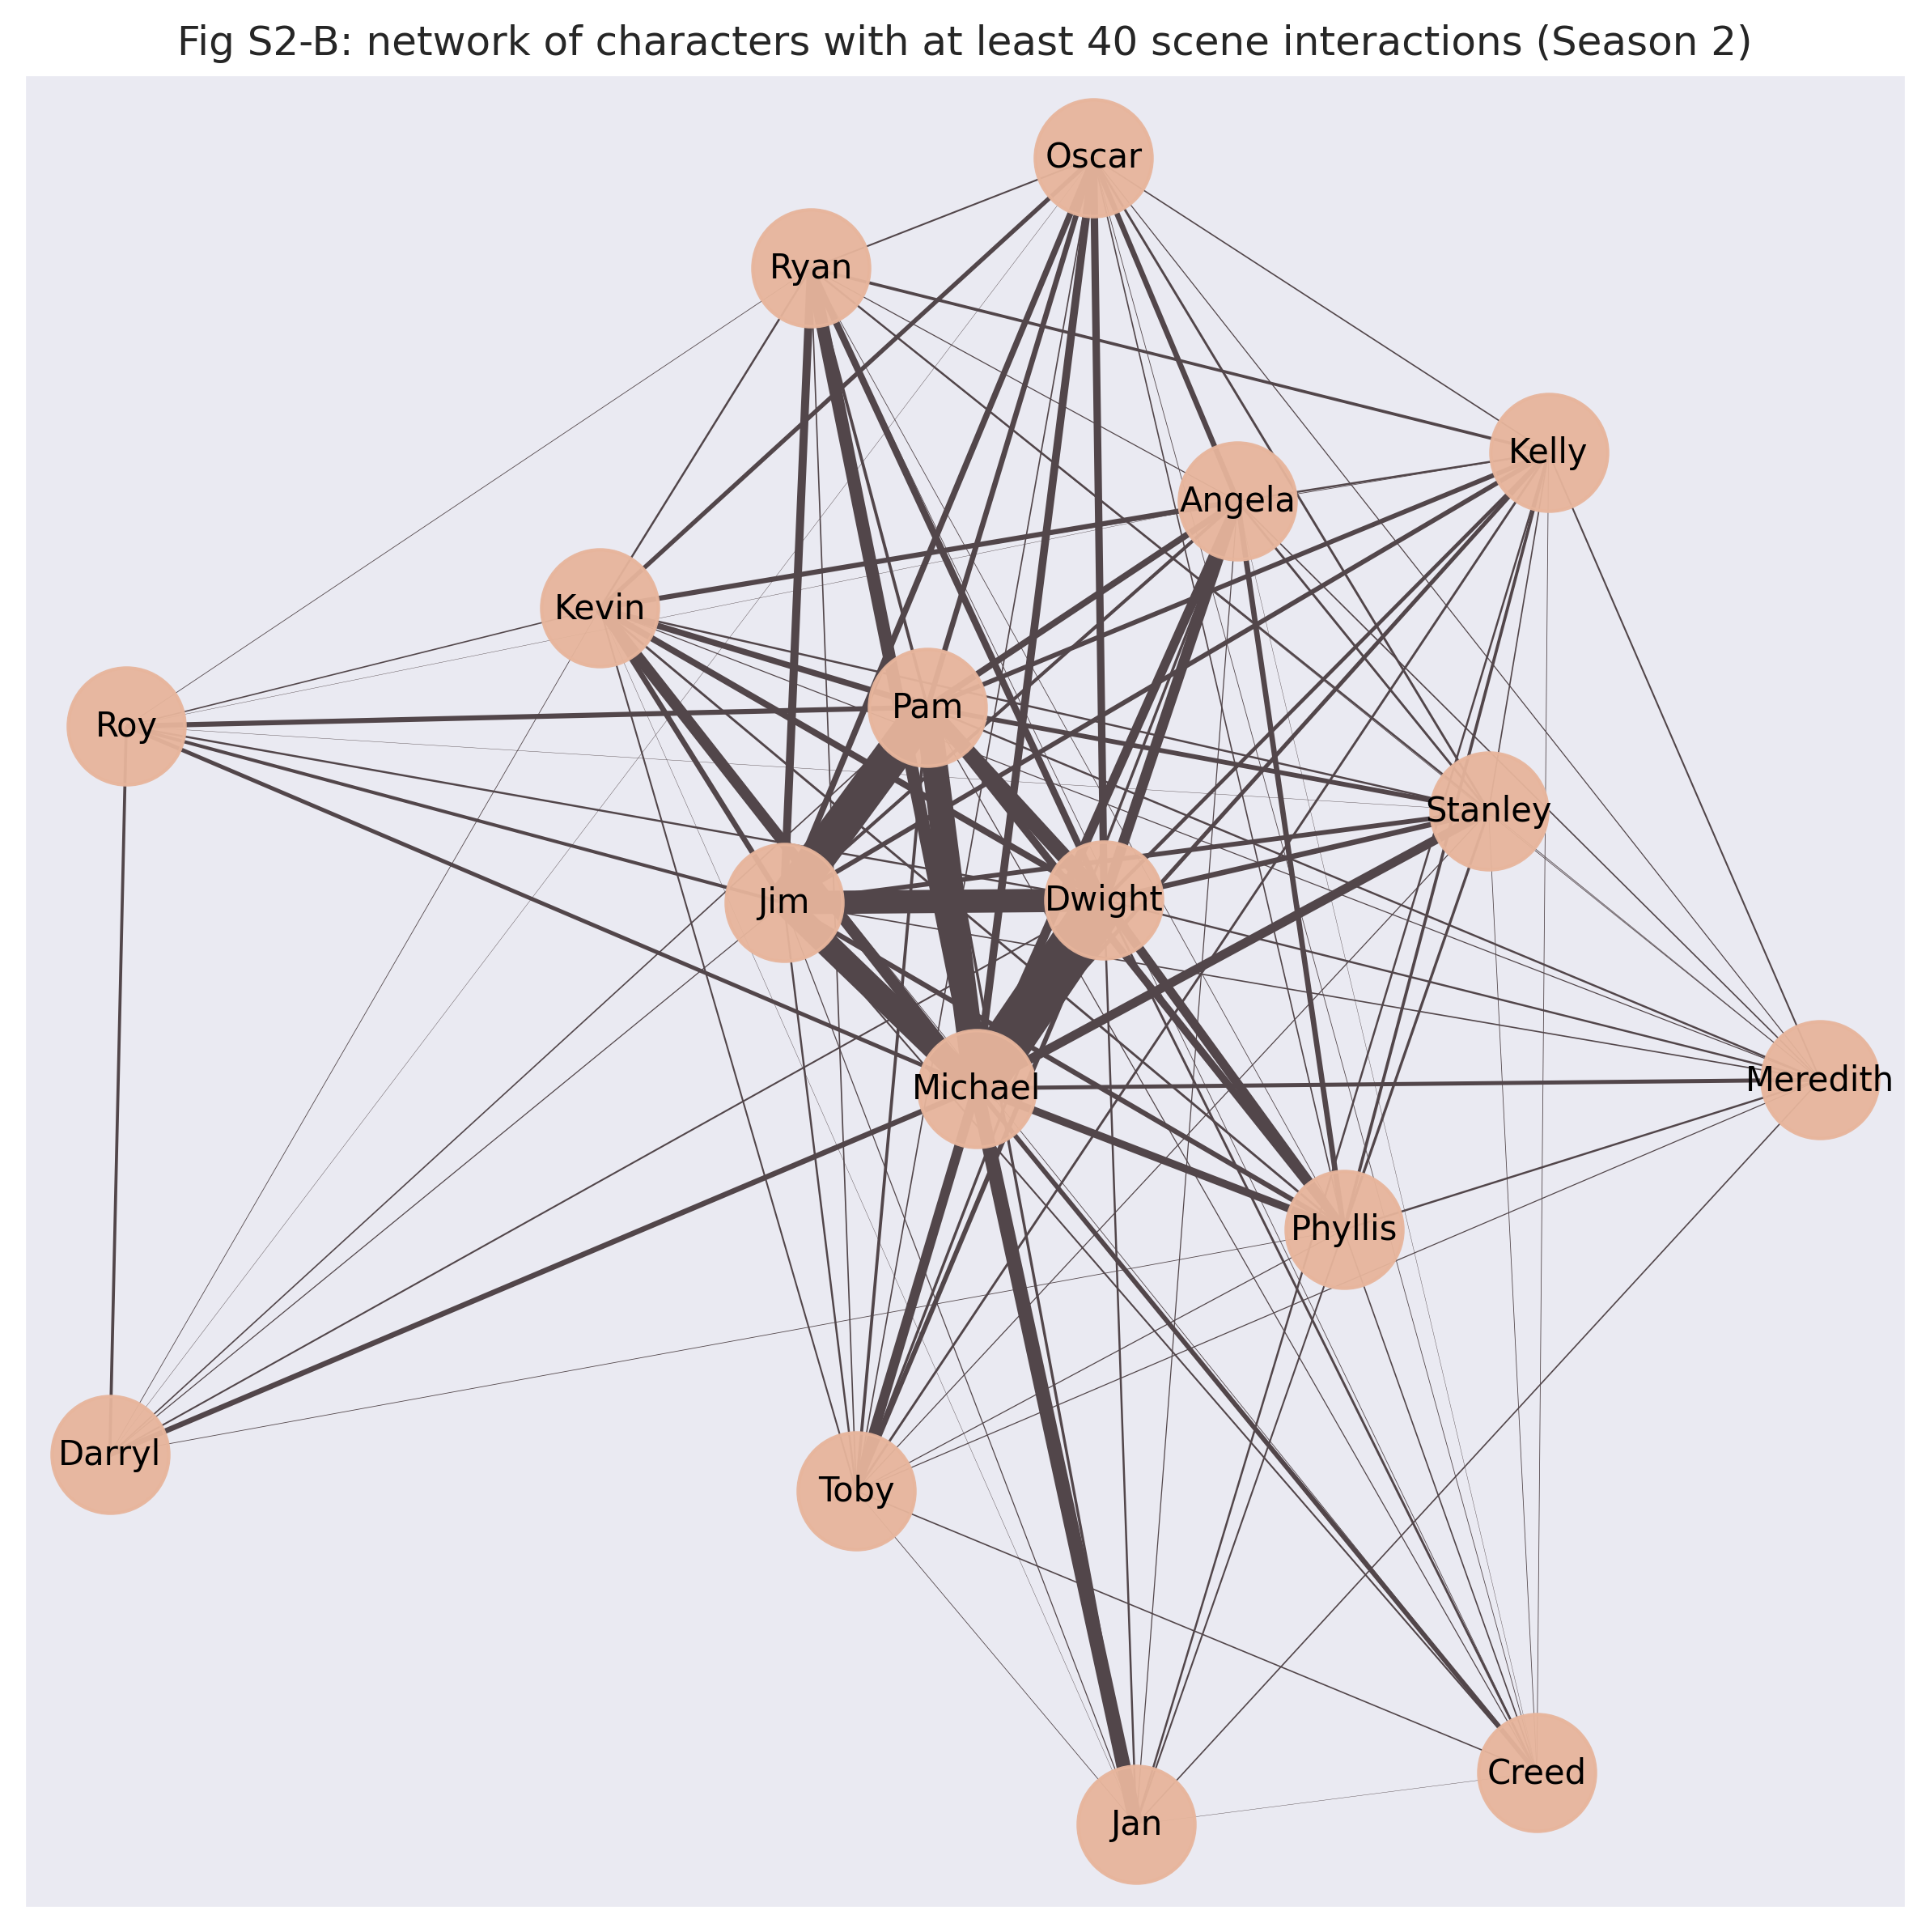 Fig S2-B: network of characters with at least 40 scene interactions (Season 2)
Oscar
Ryan
Kelly
Angela
Kevin
Pam
Roy
Stanley
Jim
Dwight
Michael
Meredith
Phyllis
Darryl
Toby
Creed
Jan